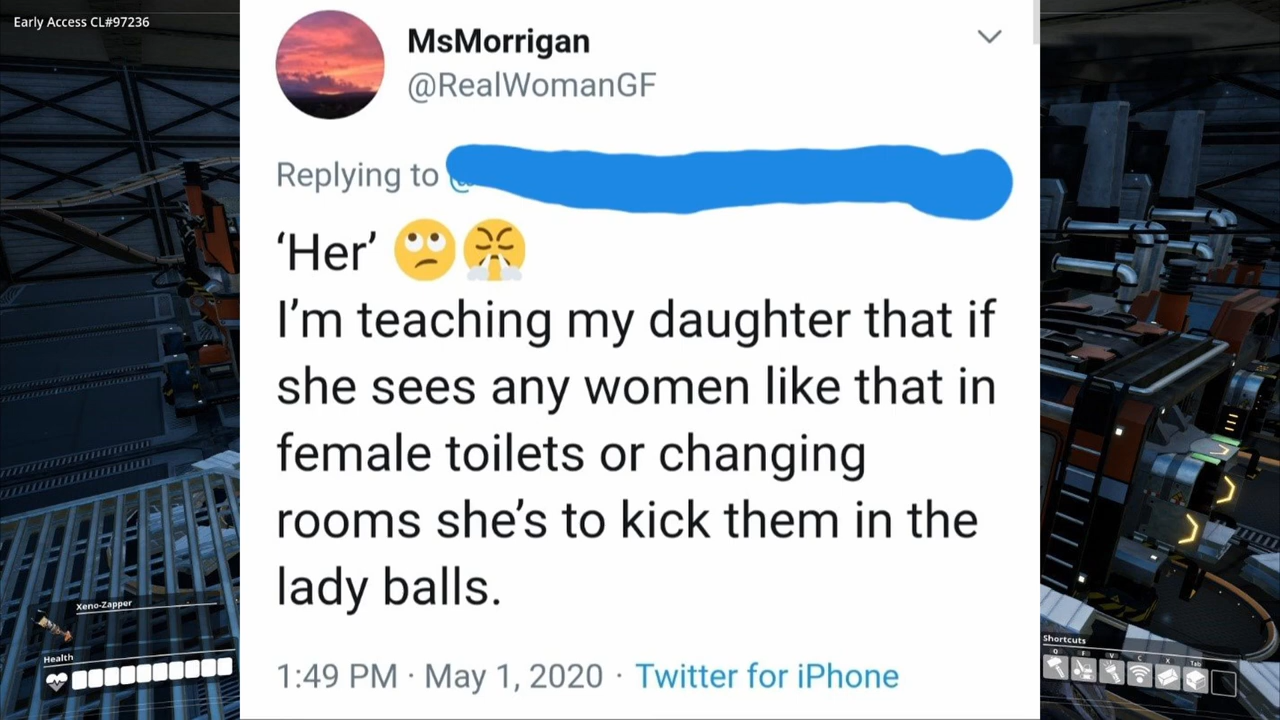 Early Access CL#97236
MsMorrigan
@RealWomanGF
Replying to @
‘Her’ 🙄😤
I’m teaching my daughter that if
she sees any women like that in
female toilets or changing
rooms she’s to kick them in the
lady balls.
1:49 PM · May 1, 2020 · Twitter for iPhone
Xeno-Zapper
Health
Shortcuts
Q F V C X Tab